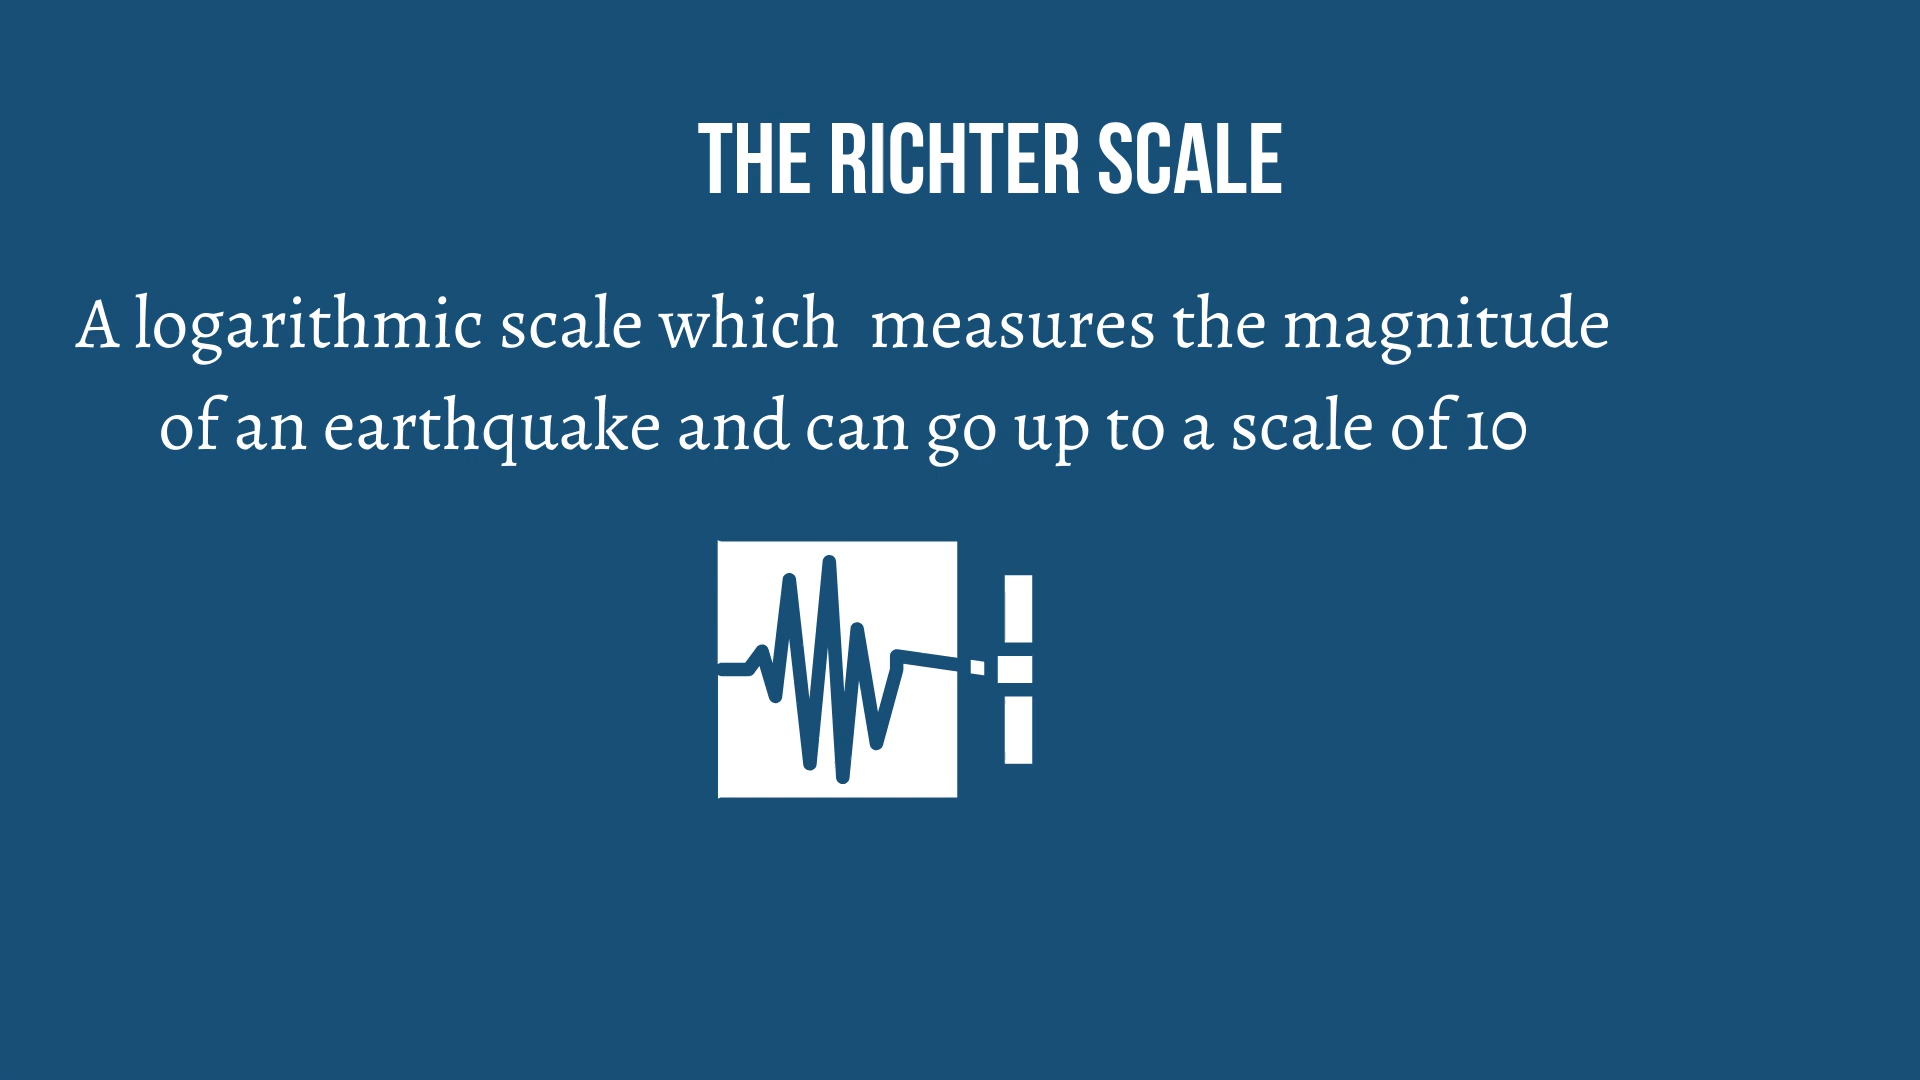 THE RICHTER SCALE
A logarithmic scale which  measures the magnitude
of an earthquake and can go up to a scale of 10